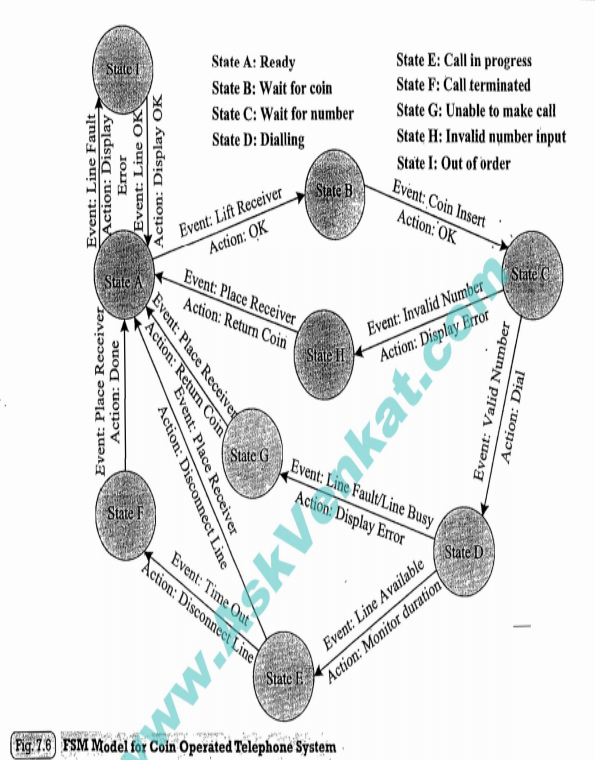 State I
State A: Ready
State B: Wait for coin
State C: Wait for number
State D: Dialling
State E: Call in progress
State F: Call terminated
State G: Unable to make call
State H: Invalid number input
State I: Out of order
Event: Line Fault
Action: Display
Error
Event: Line OK
Action: Display OK
Event: Lift Receiver
Action: OK
State B
Event: Coin Insert
Action: OK
State A
State C
Event: Place Receiver
Action: Return Coin
State H
Event: Invalid Number
Action: Display Error
Event: Valid Number
Action: Dial
Event: Place Receiver
Action: Return Coin
Event: Place Receiver
Action: Disconnect Line
Event: Place Receiver
Action: Done
State G
Event: Line Fault/Line Busy
Action: Display Error
State F
State D
Event: Time Out
Action: Disconnect Line
Event: Line Available
Action: Monitor duration
State E
www.AskVenkat.com
Fig. 7.6 FSM Model for Coin Operated Telephone System